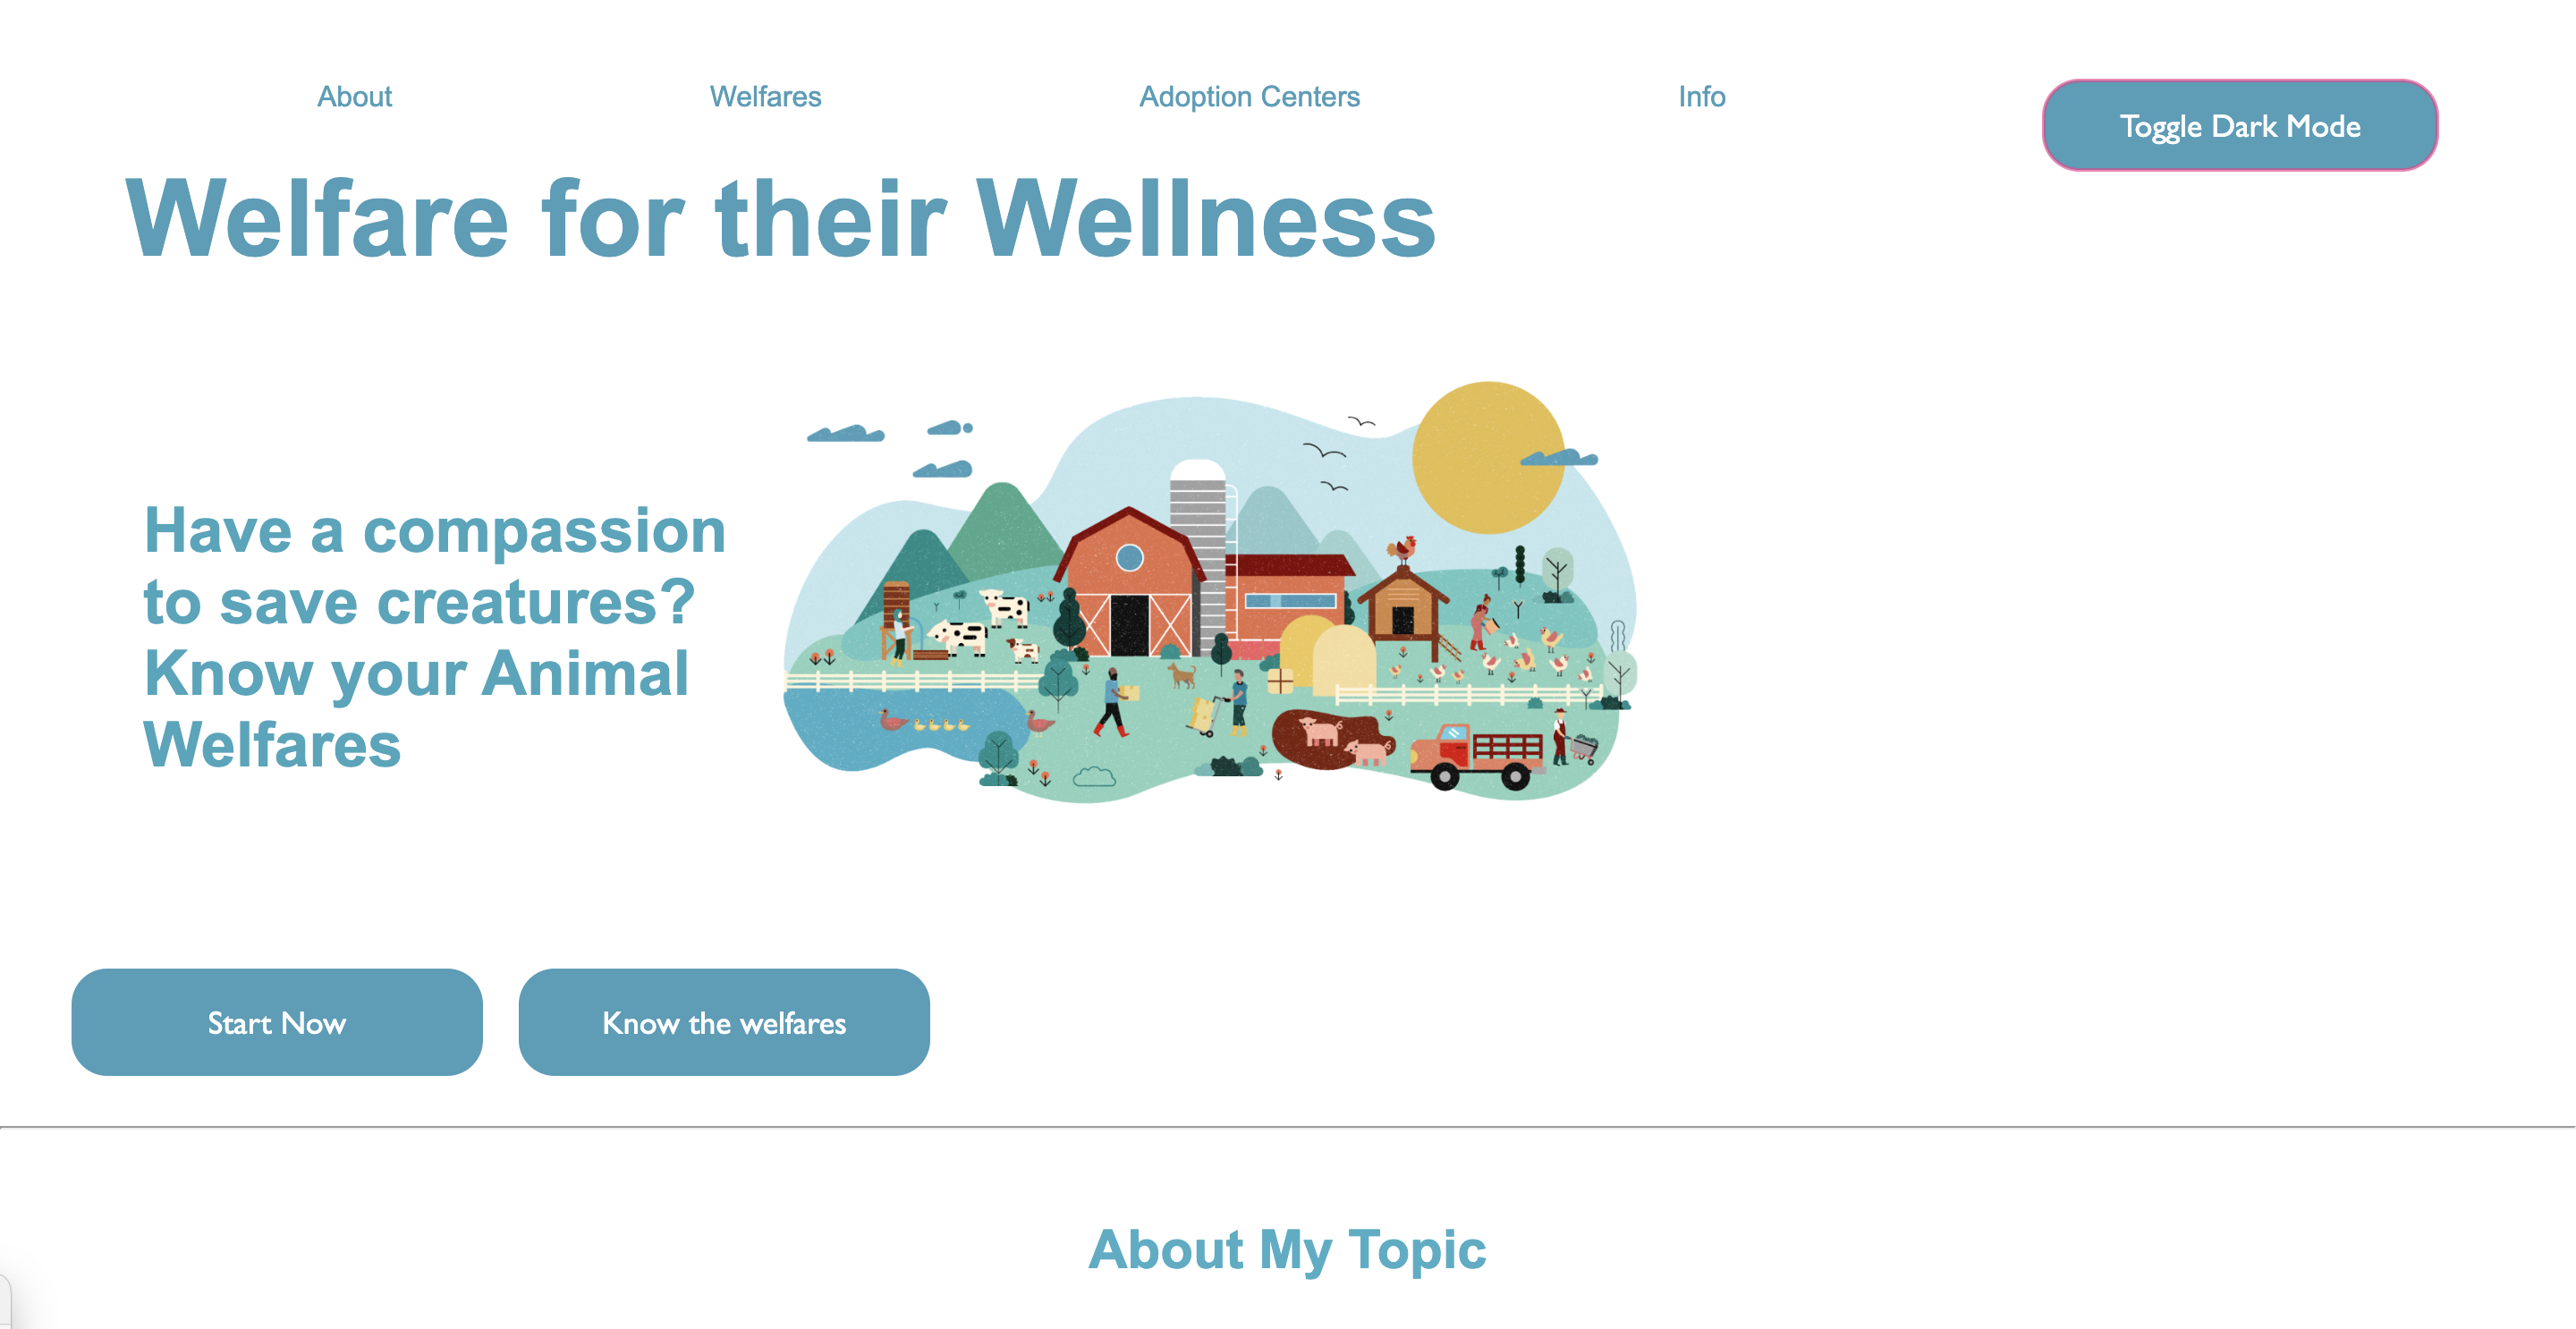 About
Welfares
Adoption Centers
Info
Toggle Dark Mode
Welfare for their Wellness
Have a compassion
to save creatures?
Know your Animal
Welfares
Start Now
Know the welfares
About My Topic